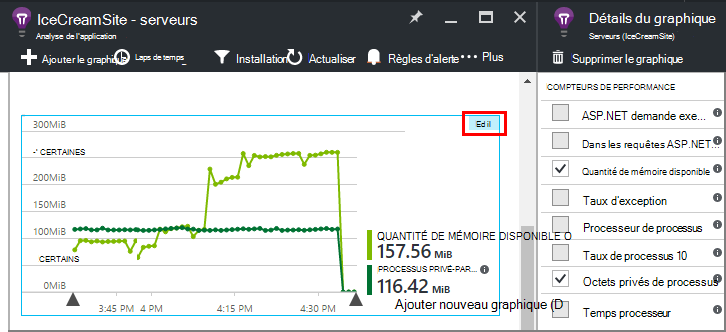 IceCreamSite - serveurs
Analyse de l'application
Ajouter le graphique
Laps de temps
Installation
Actualiser
Règles d'alerte
Plus
300MiB
Edil
-' CERTAINES
200MiB
150MiB
100MiB
CERTAINS
0MiB
3:45 PM
4 PM
4:15 PM
4:30 PM
QUANTITÉ DE MÉMOIRE DISPONIBLE O
157.56 MiB
PROCESSUS PRIVÉ-PAR...
116.42 MiB
Ajouter nouveau graphique (D
Détails du graphique
Serveurs (IceCreamSite)
Supprimer le graphique
COMPTEURS DE PERFORMANCE
ASP.NET demande exe...
Dans les requêtes ASP.NET...
Quantité de mémoire disponible
Taux d'exception
Processeur de processus
Taux de processus 10
Octets privés de processus
Temps processeur